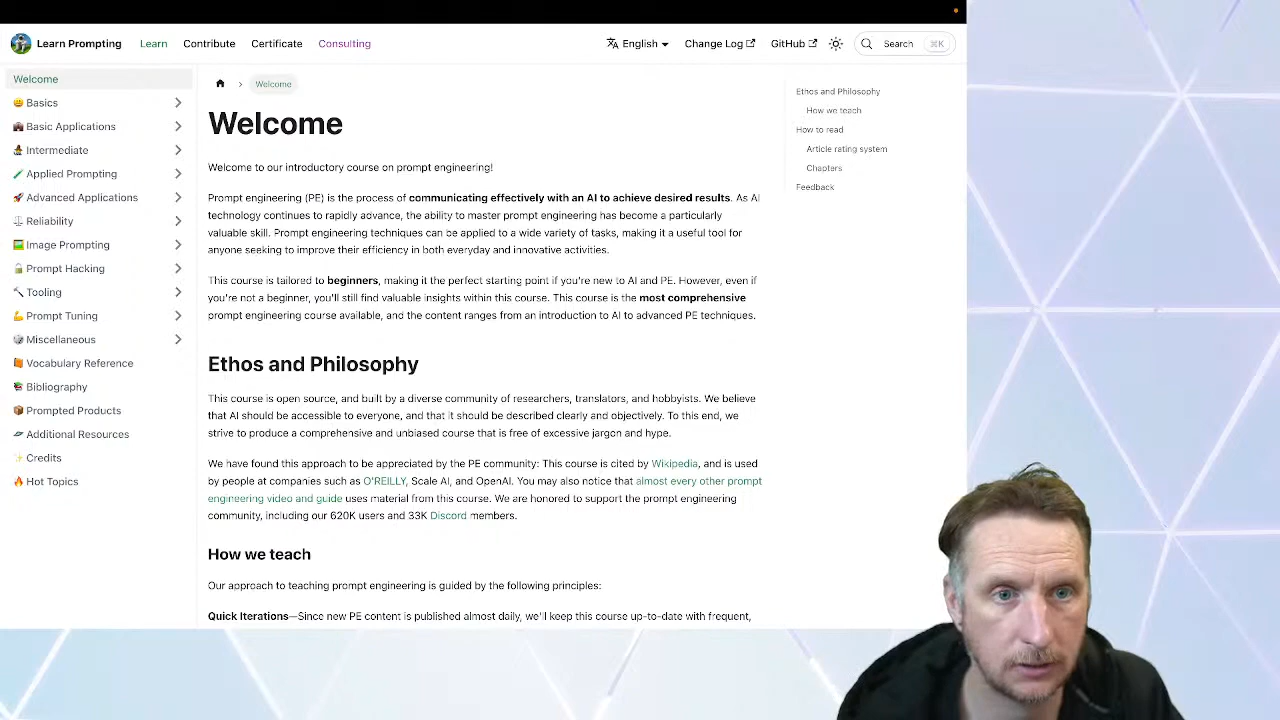 Learn Prompting Learn Contribute Certificate Consulting English Change Log GitHub Search ⌘K
Welcome
Basics
Basic Applications
Intermediate
Applied Prompting
Advanced Applications
Reliability
Image Prompting
Prompt Hacking
Tooling
Prompt Tuning
Miscellaneous
Vocabulary Reference
Bibliography
Prompted Products
Additional Resources
Credits
Hot Topics
Welcome
Welcome
Welcome to our introductory course on prompt engineering!
Prompt engineering (PE) is the process of communicating effectively with an AI to achieve desired results. As AI
technology continues to rapidly advance, the ability to master prompt engineering has become a particularly
valuable skill. Prompt engineering techniques can be applied to a wide variety of tasks, making it a useful tool for
anyone seeking to improve their efficiency in both everyday and innovative activities.
This course is tailored to beginners, making it the perfect starting point if you're new to AI and PE. However, even if
you're not a beginner, you'll still find valuable insights within this course. This course is the most comprehensive
prompt engineering course available, and the content ranges from an introduction to AI to advanced PE techniques.
Ethos and Philosophy
This course is open source, and built by a diverse community of researchers, translators, and hobbyists. We believe
that AI should be accessible to everyone, and that it should be described clearly and objectively. To this end, we
strive to produce a comprehensive and unbiased course that is free of excessive jargon and hype.
We have found this approach to be appreciated by the PE community: This course is cited by Wikipedia, and is used
by people at companies such as O'REILLY, Scale AI, and OpenAI. You may also notice that almost every other prompt
engineering video and guide uses material from this course. We are honored to support the prompt engineering
community, including our 620K users and 33K Discord members.
How we teach
Our approach to teaching prompt engineering is guided by the following principles:
Quick Iterations—Since new PE content is published almost daily, we'll keep this course up-to-date with frequent,
Ethos and Philosophy
How we teach
How to read
Article rating system
Chapters
Feedback